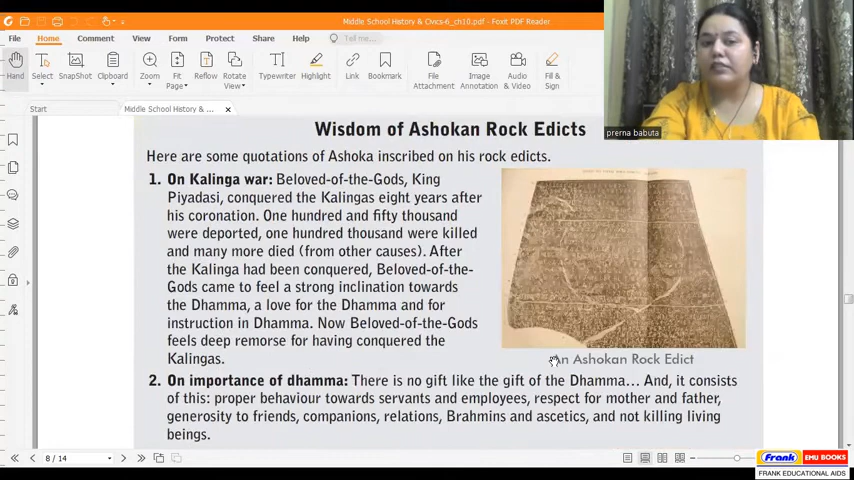 Middle School History & Civics-6_ch10.pdf - Foxit PDF Reader
File Home Comment View Form Protect Share Help Tell me...
Hand Select SnapShot Clipboard Zoom Fit Page Reflow Rotate View Typewriter Highlight Link Bookmark File Attachment Image Annotation Audio & Video Fill & Sign
Start Middle School History & ...
prerna babuta
Wisdom of Ashokan Rock Edicts
Here are some quotations of Ashoka inscribed on his rock edicts.
1. On Kalinga war: Beloved-of-the-Gods, King
Piyadasi, conquered the Kalingas eight years after
his coronation. One hundred and fifty thousand
were deported, one hundred thousand were killed
and many more died (from other causes). After
the Kalinga had been conquered, Beloved-of-the-
Gods came to feel a strong inclination towards
the Dhamma, a love for the Dhamma and for
instruction in Dhamma. Now Beloved-of-the-Gods
feels deep remorse for having conquered the
Kalingas.
An Ashokan Rock Edict
2. On importance of dhamma: There is no gift like the gift of the Dhamma... And, it consists
of this: proper behaviour towards servants and employees, respect for mother and father,
generosity to friends, companions, relations, Brahmins and ascetics, and not killing living
beings.
8 / 14
Frank EMU BOOKS
FRANK EDUCATIONAL AIDS